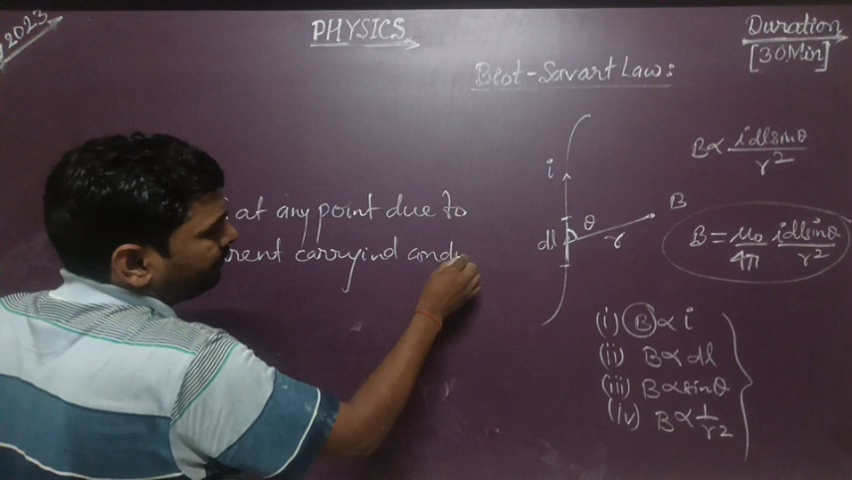 2023
PHYSICS
Duration
[30Min]
Biot-Savart Law:
i
dl
θ
r
B
B ∝ idlsinθ/r²
B = μ₀/4π idlsinθ/r²
at any point due to
rent carryind condu
(i) B ∝ i
(ii) B ∝ dl
(iii) B ∝ sinθ
(iv) B ∝ 1/r²